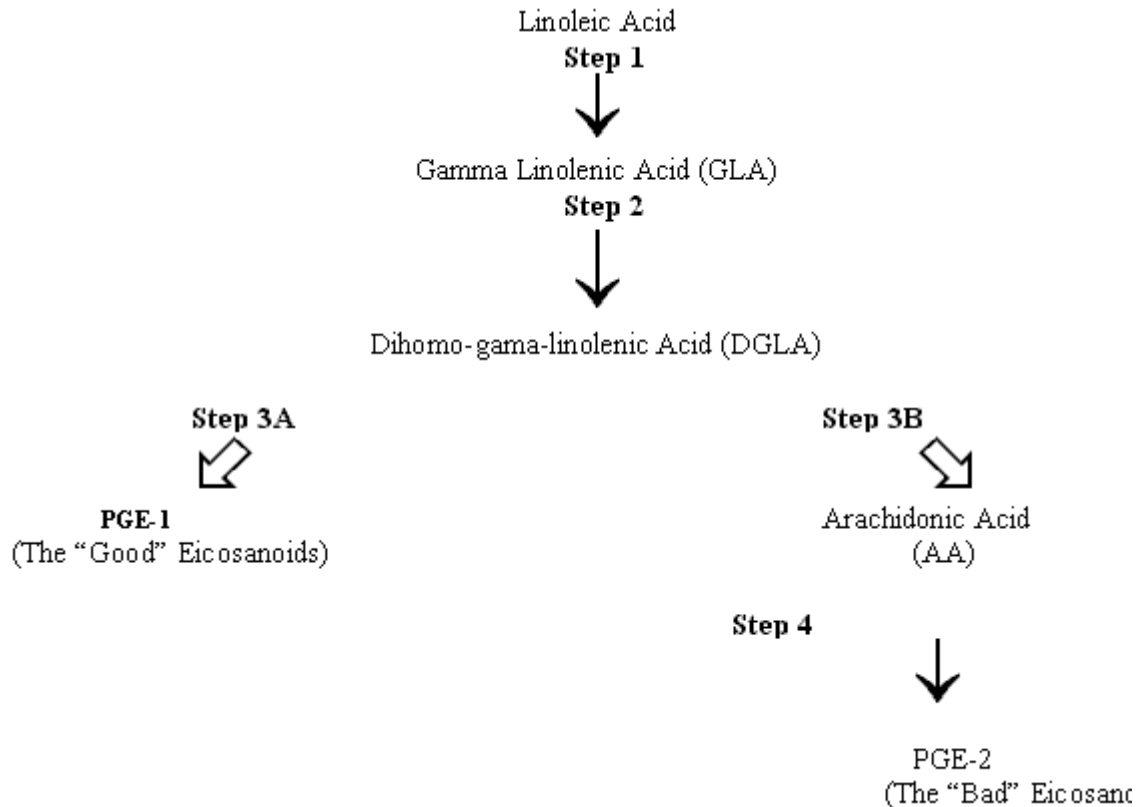 Linoleic Acid
Step 1
Gamma Linolenic Acid (GLA)
Step 2
Dihomo-gama-linolenic Acid (DGLA)
Step 3A
Step 3B
PGE-1
(The “Good” Eicosanoids)
Arachidonic Acid
(AA)
Step 4
PGE-2
(The “Bad”